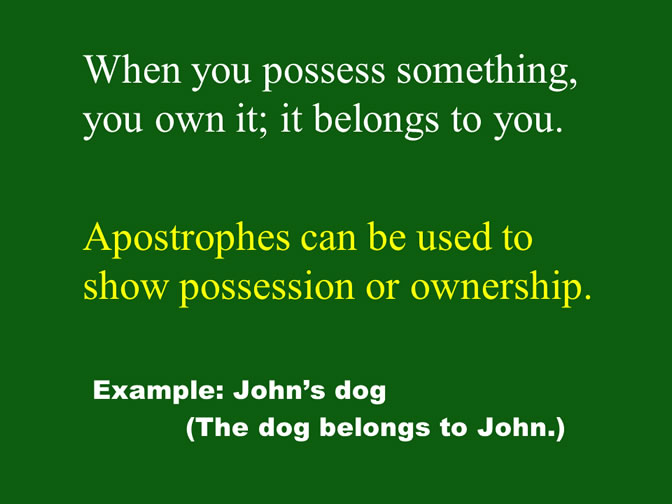 When you possess something,
you own it; it belongs to you.
Apostrophes can be used to
show possession or ownership.
Example: John’s dog
(The dog belongs to John.)